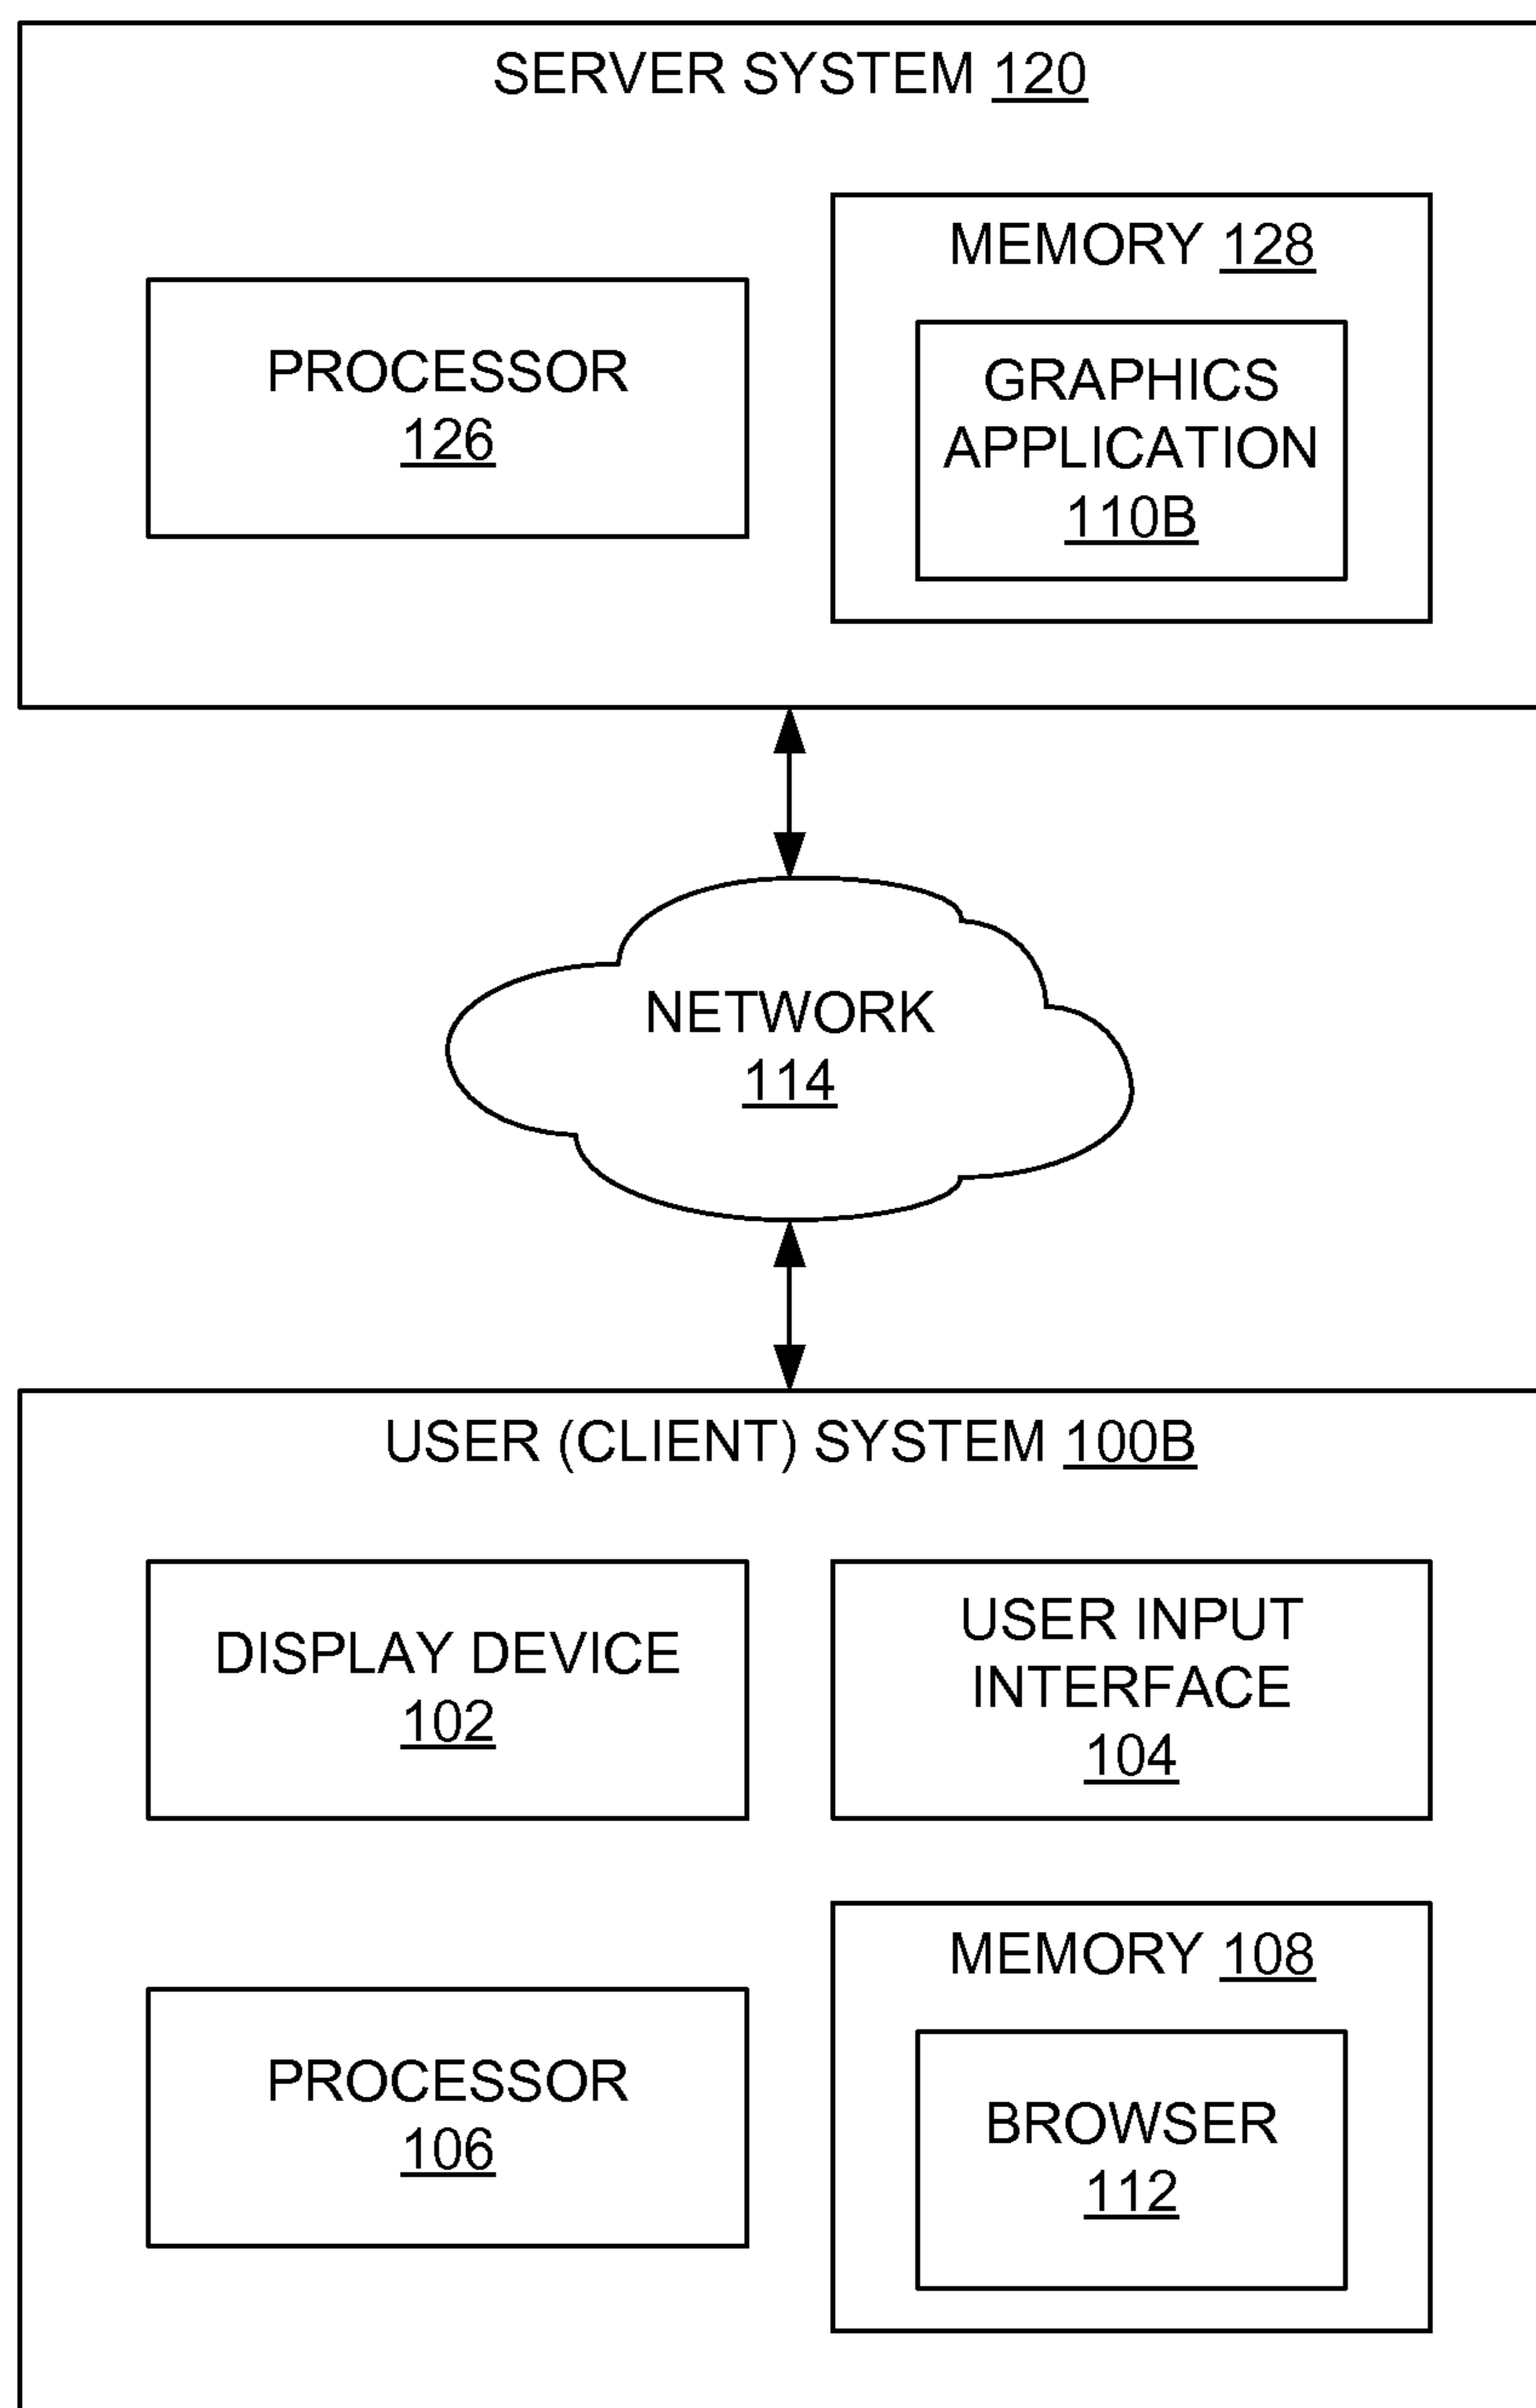 SERVER SYSTEM 120
MEMORY 128
PROCESSOR
126
GRAPHICS
APPLICATION
110B
NETWORK
114
USER (CLIENT) SYSTEM 100B
DISPLAY DEVICE
102
USER INPUT
INTERFACE
104
MEMORY 108
PROCESSOR
106
BROWSER
112